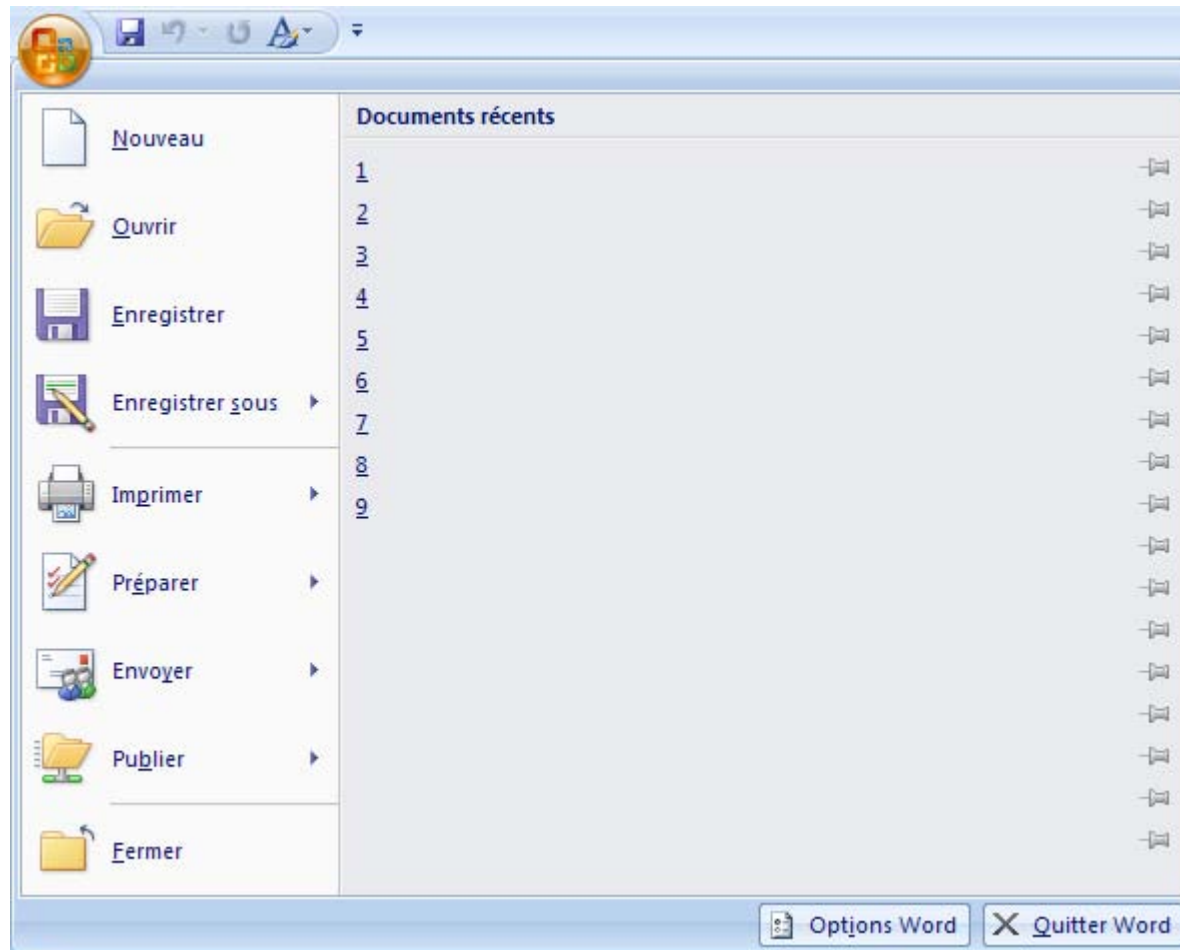 Nouveau
Ouvrir
Enregistrer
Enregistrer sous
Imprimer
Préparer
Envoyer
Publier
Fermer
Documents récents
1
2
3
4
5
6
7
8
9
Options Word
Quitter Word